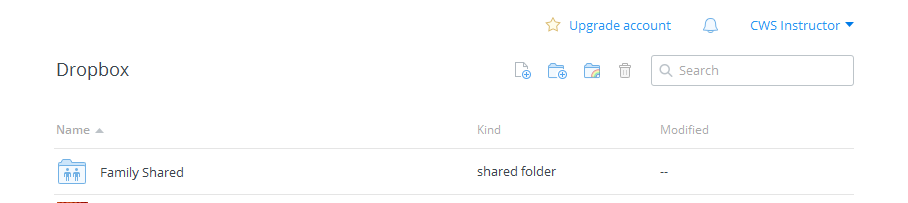 Upgrade account CWS Instructor
Dropbox Search
Name Kind Modified
Family Shared shared folder --